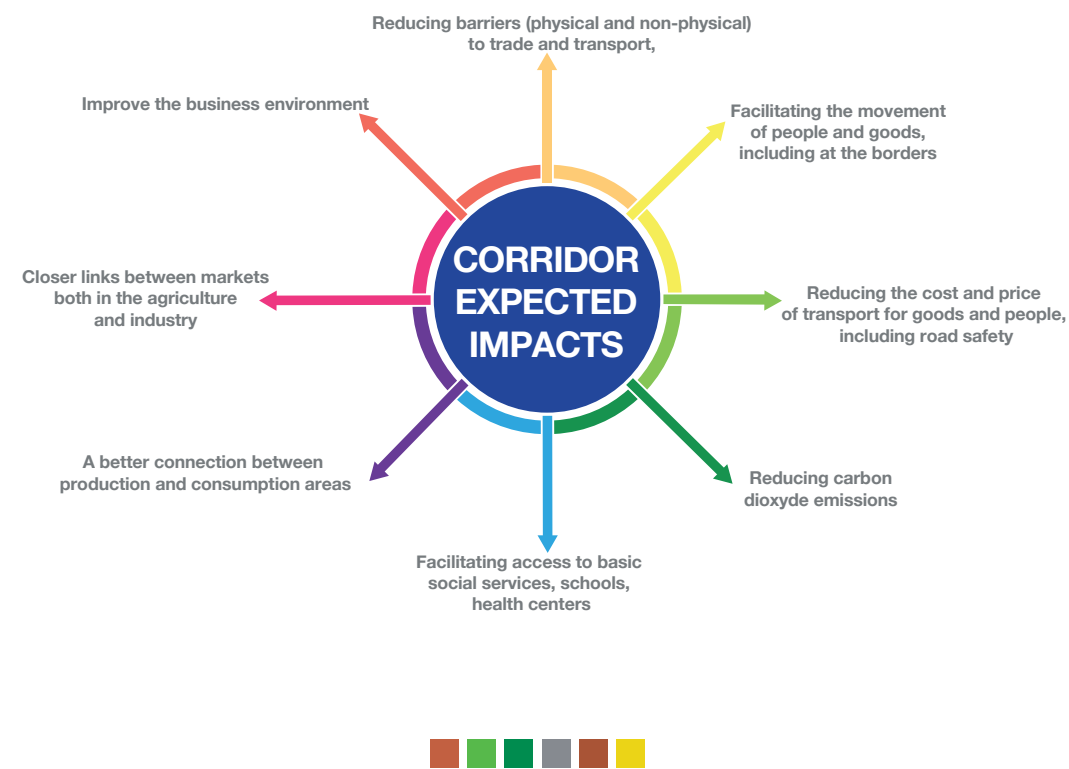 Reducing barriers (physical and non-physical)
to trade and transport,
Improve the business environment
Facilitating the movement
of people and goods,
including at the borders
CORRIDOR
EXPECTED
IMPACTS
Closer links between markets
both in the agriculture
and industry
Reducing the cost and price
of transport for goods and people,
including road safety
A better connection between
production and consumption areas
Reducing carbon
dioxyde emissions
Facilitating access to basic
social services, schools,
health centers